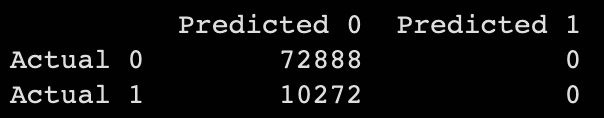 Predicted 0 Predicted 1
Actual 0 72888 0
Actual 1 10272 0